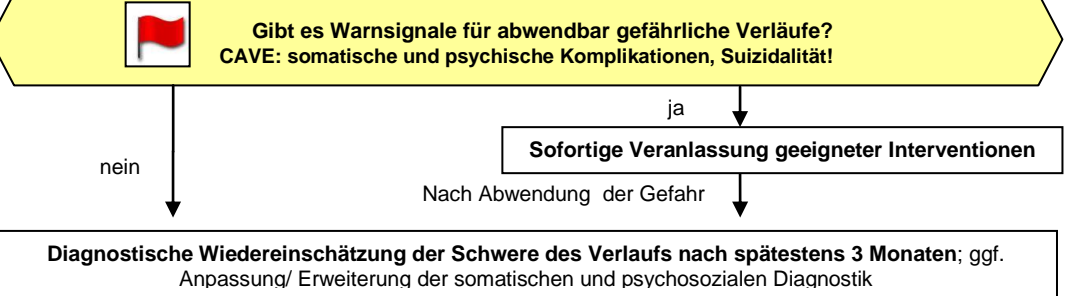 Gibt es Warnsignale für abwendbar gefährliche Verläufe?
CAVE: somatische und psychische Komplikationen, Suizidalität!
ja
Sofortige Veranlassung geeigneter Interventionen
nein
Nach Abwendung der Gefahr
Diagnostische Wiedereinschätzung der Schwere des Verlaufs nach spätestens 3 Monaten; ggf.
Anpassung/ Erweiterung der somatischen und psychosozialen Diagnostik